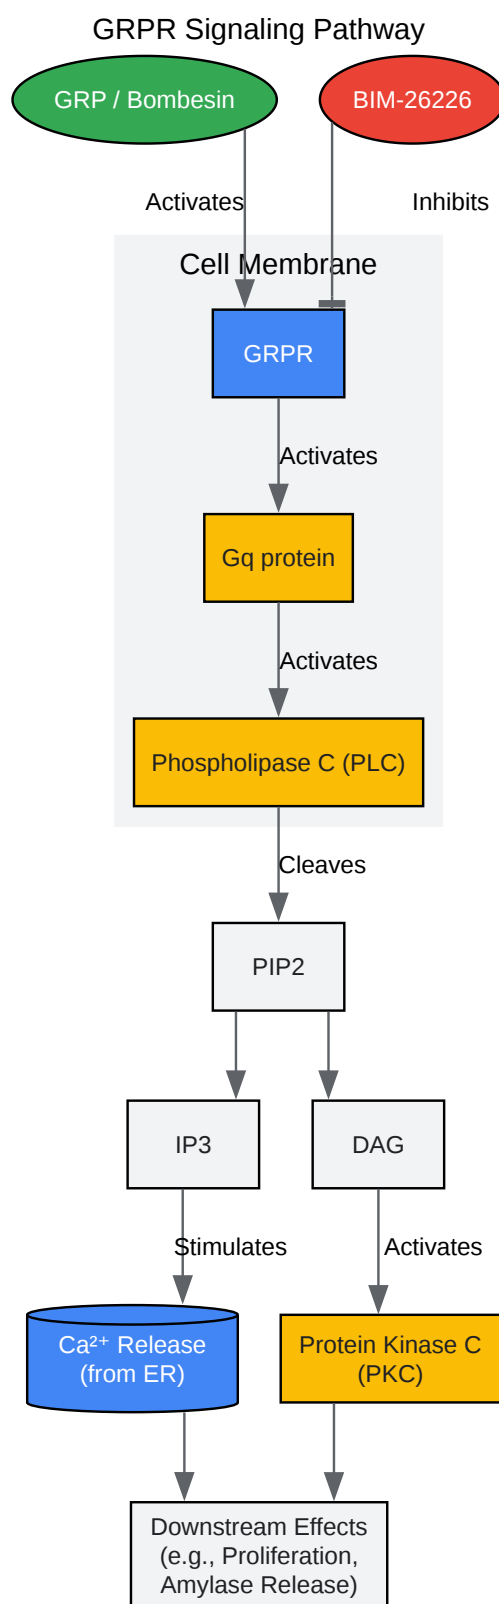 GRPR Signaling Pathway
GRP / Bombesin
BIM-26226
Activates
Inhibits
Cell Membrane
GRPR
Activates
Gq protein
Activates
Phospholipase C (PLC)
Cleaves
PIP2
IP3
DAG
Stimulates
Activates
Ca²⁺ Release
(from ER)
Protein Kinase C
(PKC)
Downstream Effects
(e.g., Proliferation,
Amylase Release)